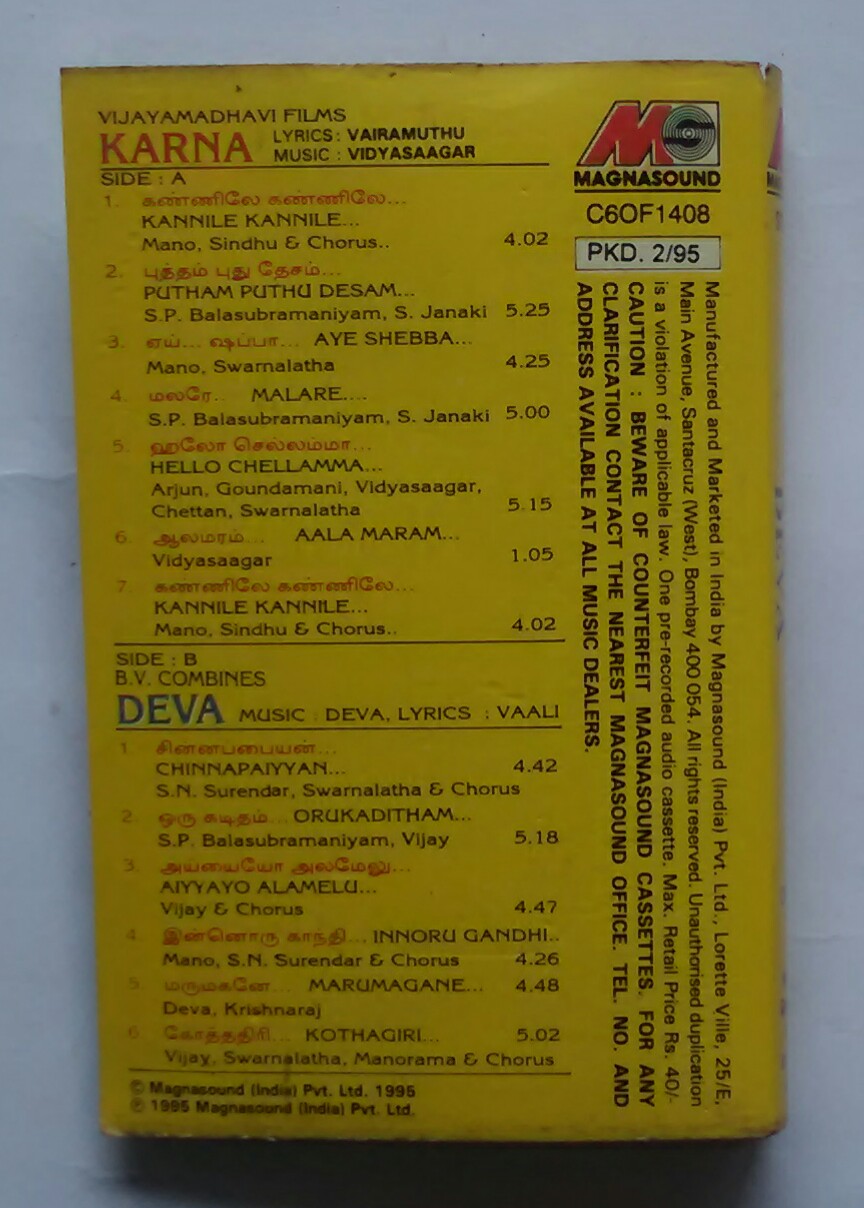 VIJAYAMADHAVI FILMS
KARNA LYRICS : VAIRAMUTHU
MUSIC : VIDYASAAGAR
SIDE : A
1. கண்ணிலே கண்ணிலே...
KANNILE KANNILE...
Mano, Sindhu & Chorus.. 4.02
2. புத்தம் புது தேசம்...
PUTHAM PUTHU DESAM...
S.P. Balasubramaniyam, S. Janaki 5.25
3. ஏய்... ஷப்பா... AYE SHEBBA...
Mano, Swarnalatha 4.25
4. மலரே.. MALARE....
S.P. Balasubramaniyam, S. Janaki 5.00
5. ஹலோ செல்லம்மா...
HELLO CHELLAMMA...
Arjun, Goundamani, Vidyasaagar,
Chettan, Swarnalatha 5.15
6. ஆலமரம்... AALA MARAM...
Vidyasaagar 1.05
7. கண்ணிலே கண்ணிலே...
KANNILE KANNILE...
Mano, Sindhu & Chorus.. 4.02
SIDE : B
B.V. COMBINES
DEVA MUSIC : DEVA, LYRICS : VAALI
1. சின்னபபையன்...
CHINNAPAIYYAN... 4.42
S.N. Surendar, Swarnalatha & Chorus
2. ஒரு கடிதம்... ORUKADITHAM...
S.P. Balasubramaniyam, Vijay 5.18
3. அய்யையோ அலமேலு...
AIYYAYO ALAMELU...
Vijay & Chorus 4.47
4. இன்னொரு காந்தி... INNORU GANDHI..
Mano, S.N. Surendar & Chorus 4.26
5. மருமகனே... MARUMAGANE... 4.48
Deva, Krishnaraj
6. கோத்தகிரி... KOTHAGIRI... 5.02
Vijay, Swarnalatha, Manorama & Chorus
© Magnasound (India) Pvt. Ltd. 1995
℗ 1995 Magnasound (India) Pvt. Ltd.
MG
MAGNASOUND
C6OF1408
PKD. 2/95
Manufactured and Marketed in India by Magnasound (India) Pvt. Ltd., Lorette Ville, 25/E,
Main Avenue, Santacruz (West), Bombay 400 054. All rights reserved. Unauthorised duplication
is a violation of applicable law. One pre-recorded audio cassette. Max. Retail Price Rs. 40/-
CAUTION : BEWARE OF COUNTERFEIT MAGNASOUND CASSETTES. FOR ANY
CLARIFICATION CONTACT THE NEAREST MAGNASOUND OFFICE. TEL. NO. AND
ADDRESS AVAILABLE AT ALL MUSIC DEALERS.